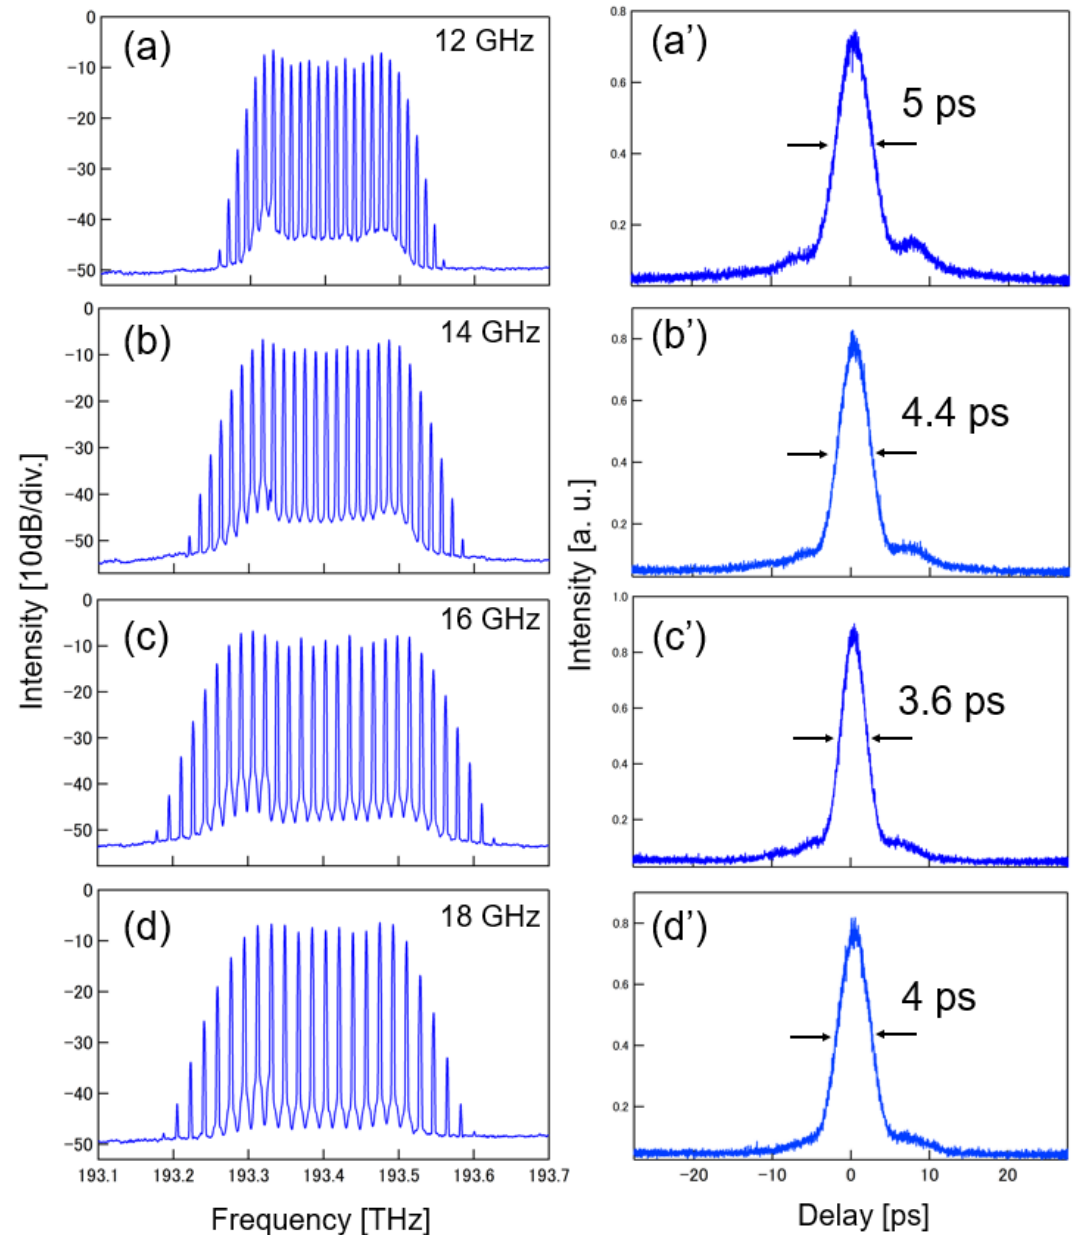 (a) 12 GHz
0
−10
−20
−30
−40
−50
(a’) 5 ps
0.8
0.6
0.4
0.2
(b) 14 GHz
0
−10
−20
−30
−40
−50
(b’) 4.4 ps
0.8
0.6
0.4
0.2
(c) 16 GHz
0
−10
−20
−30
−40
−50
(c’) 3.6 ps
1.0
0.8
0.6
0.4
0.2
(d) 18 GHz
0
−10
−20
−30
−40
−50
193.1 193.2 193.3 193.4 193.5 193.6 193.7
(d’) 4 ps
0.8
0.6
0.4
0.2
−20 −10 0 10 20
Intensity [10dB/div.]
Intensity [a. u.]
Frequency [THz]
Delay [ps]